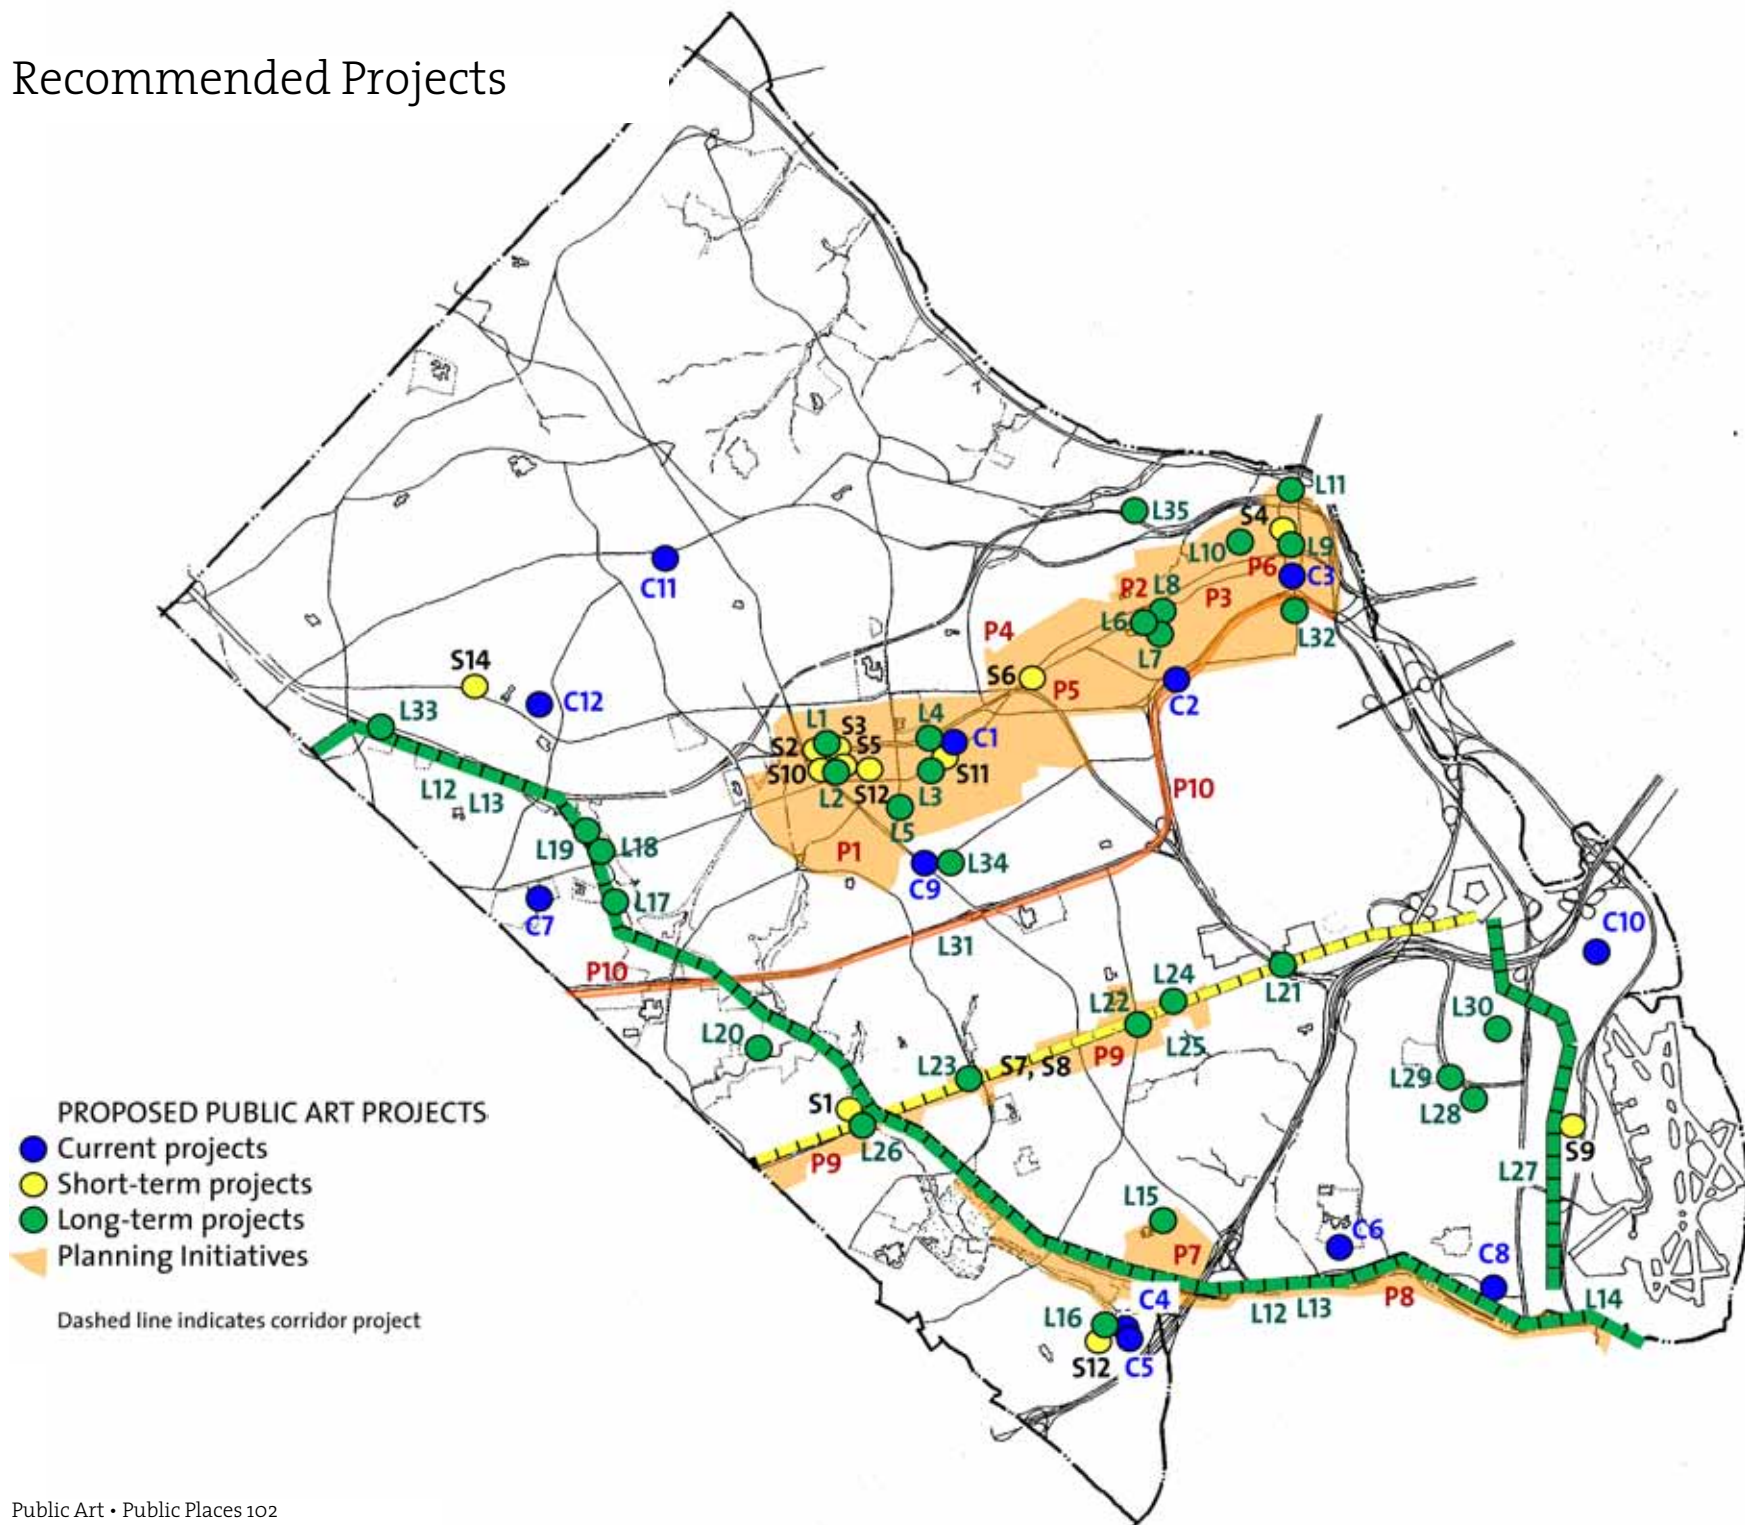 Recommended Projects
L11
L35
S4
L10
L9
P6
C3
C11
P2
L8
P3
L6
P4
L32
L7
S14
S6
P5
C12
C2
L33
L1
S3
L4
S2
S5
C1
S10
S11
L12
L13
L2
S12
L3
P10
L5
L19
L18
P1
L34
C9
L17
C7
C10
L31
P10
L24
L21
L22
L30
L20
P9
L25
L23
S7, S8
L29
L28
S1
PROPOSED PUBLIC ART PROJECTS
Current projects
Short-term projects
Long-term projects
Planning Initiatives
Dashed line indicates corridor project
P9
L26
S9
L27
L15
C6
P7
C8
C4
P8
L12 L13
L14
L16
S12
C5
Public Art • Public Places 102